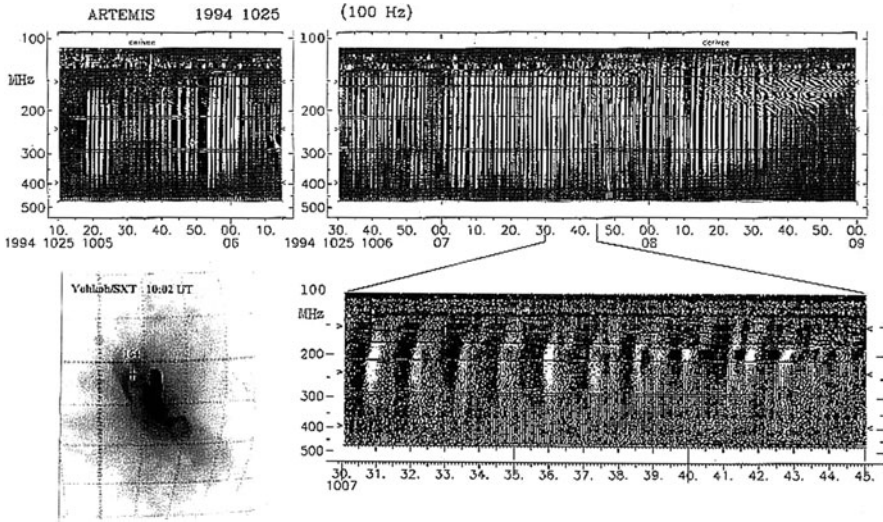 ARTEMIS 1994 1025 (100 Hz)
derivee derivee
100 100
MHz
200 200
300 300
400 400
500 500
10. 20. 30. 40. 50. 00. 10. 30. 40. 50. 00. 10. 20. 30. 40. 50. 00. 10. 20. 30. 40. 50. 00.
1994 1025 1005 06 1994 1025 1006 07 08 09
Yohkoh/SXT 10:02 UT
100
MHz
164
200
300
400
500
30. 31. 32. 33. 34. 35. 36. 37. 38. 39. 40. 41. 42. 43. 44. 45.
1007